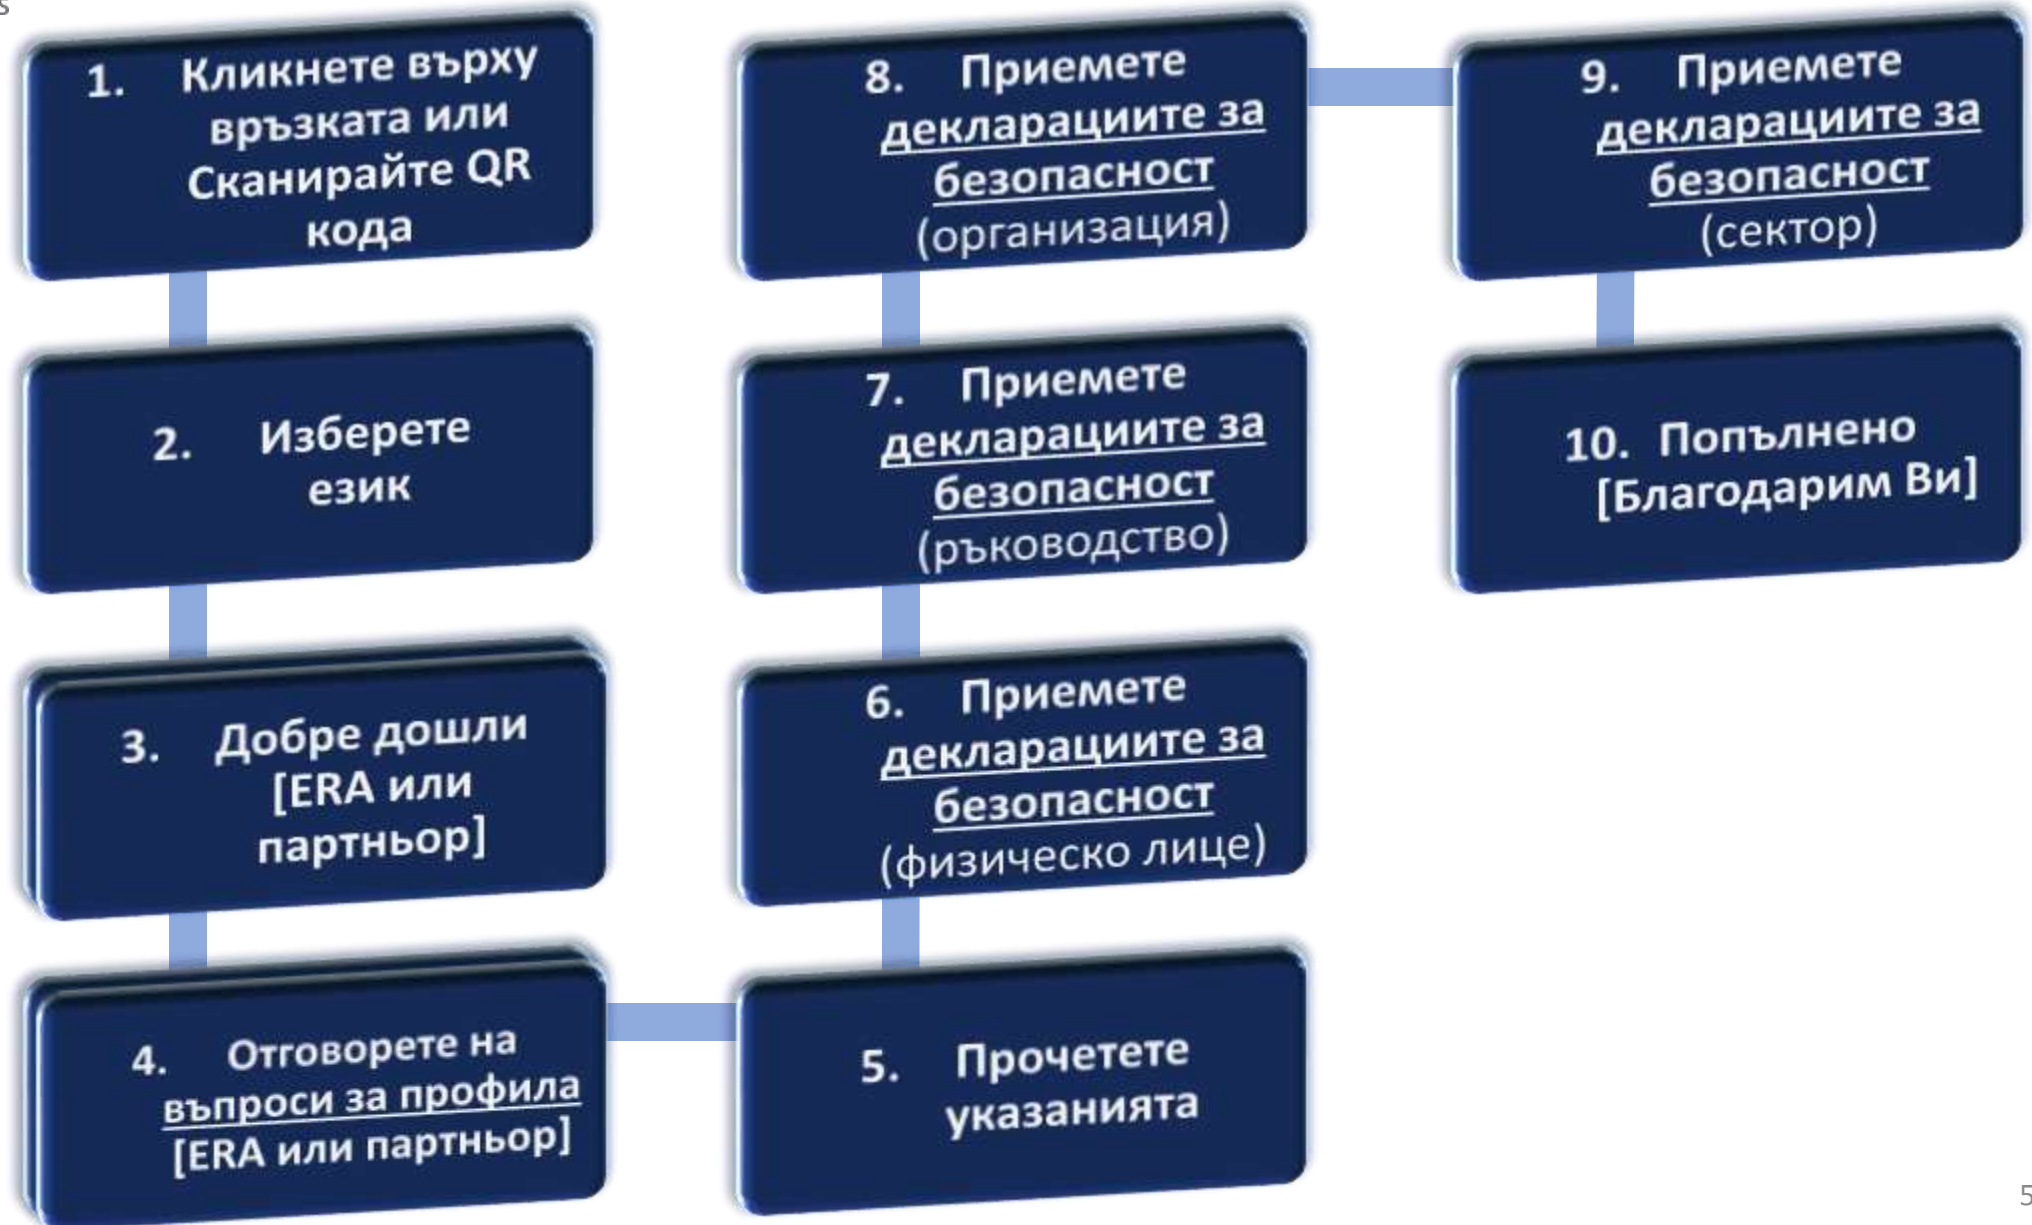 s
1. Кликнете върху
връзката или
Сканирайте QR
кода
2. Изберете
език
3. Добре дошли
[ERA или
партньор]
4. Отговорете на
въпроси за профила
[ERA или партньор]
5. Прочетете
указанията
6. Приемете
декларациите за
безопасност
(физическо лице)
7. Приемете
декларациите за
безопасност
(ръководство)
8. Приемете
декларациите за
безопасност
(организация)
9. Приемете
декларациите за
безопасност
(сектор)
10. Попълнено
[Благодарим Ви]
5